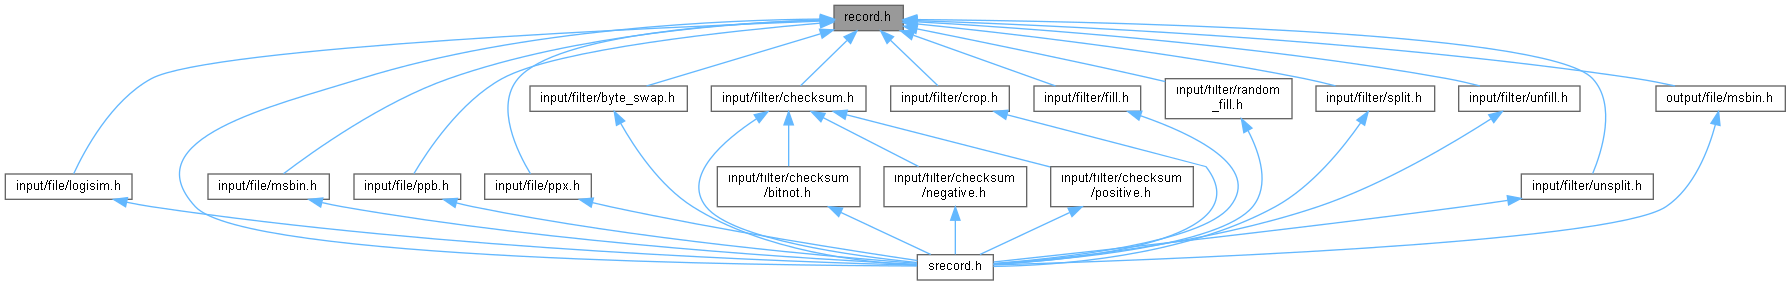 record.h
input/filter/byte_swap.h
input/filter/checksum.h
input/filter/crop.h
input/filter/fill.h
input/filter/random
_fill.h
input/filter/split.h
input/filter/unfill.h
output/file/msbin.h
input/file/logisim.h
input/file/msbin.h
input/file/ppb.h
input/file/ppx.h
input/filter/checksum
/bitnot.h
input/filter/checksum
/negative.h
input/filter/checksum
/positive.h
input/filter/unsplit.h
srecord.h